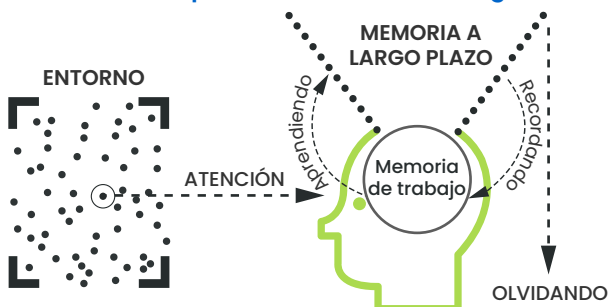 MEMORIA A
LARGO PLAZO
ENTORNO
Aprendiendo
Recordando
ATENCIÓN
Memoria
de trabajo
OLVIDANDO